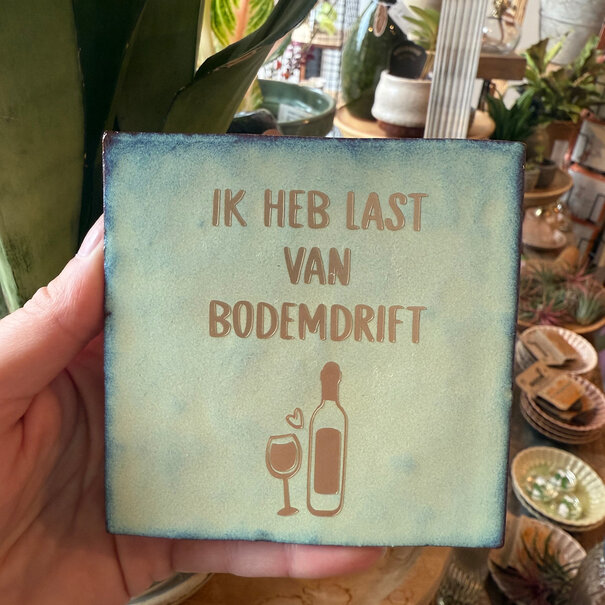 IK HEB LAST
VAN
BODEMDRIFT